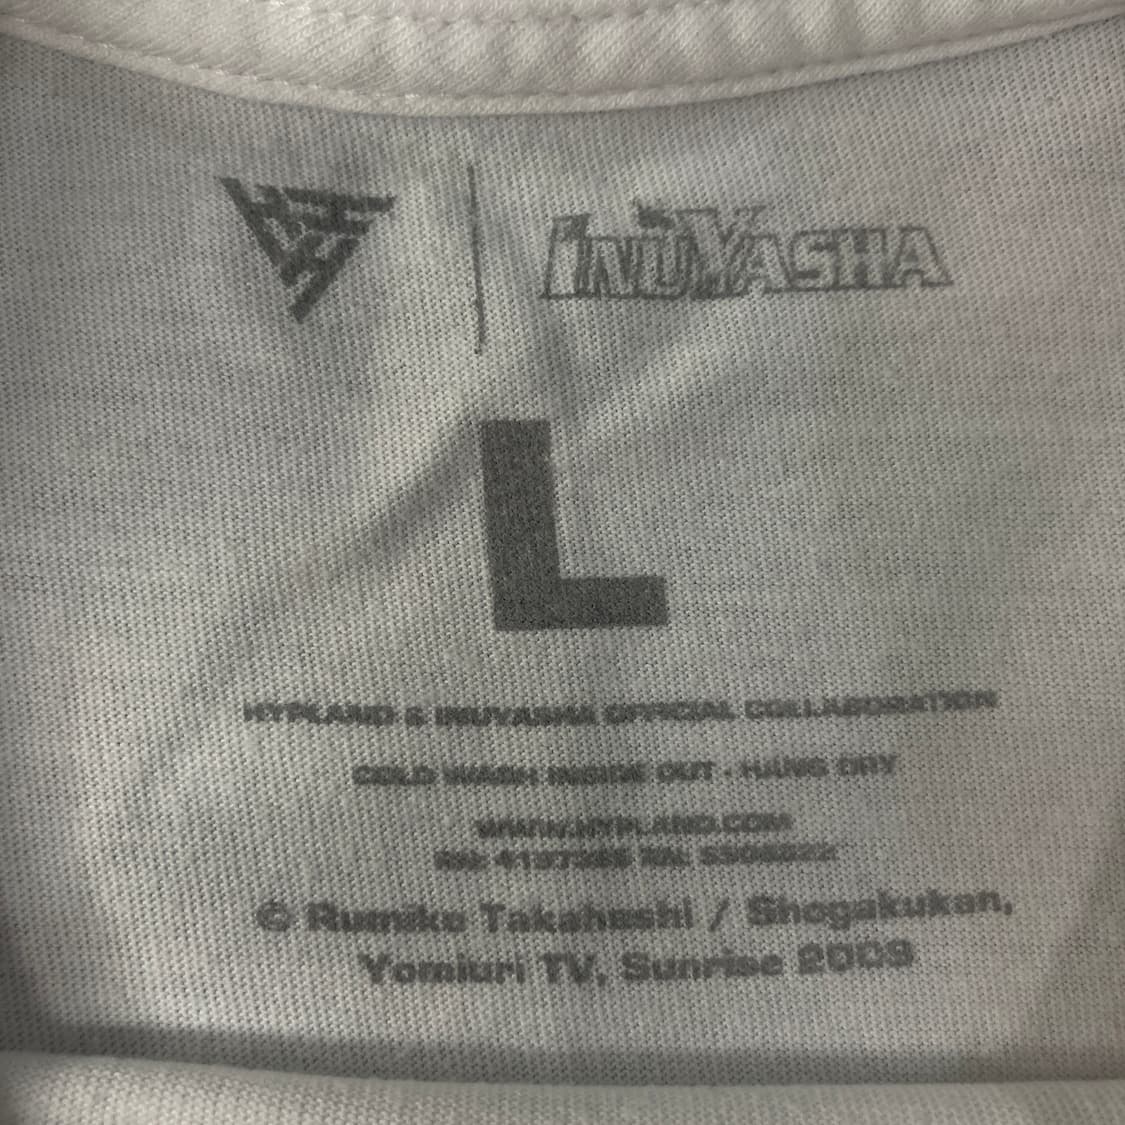 INUYASHA
L
HYPLAND & INUYASHA OFFICIAL COLLABORATION
COLD WASH INSIDE OUT . HANG DRY
WWW.HYPLAND.COM
© Rumiko Takahashi / Shogakukan,
Yomiuri TV, Sunrise 2009